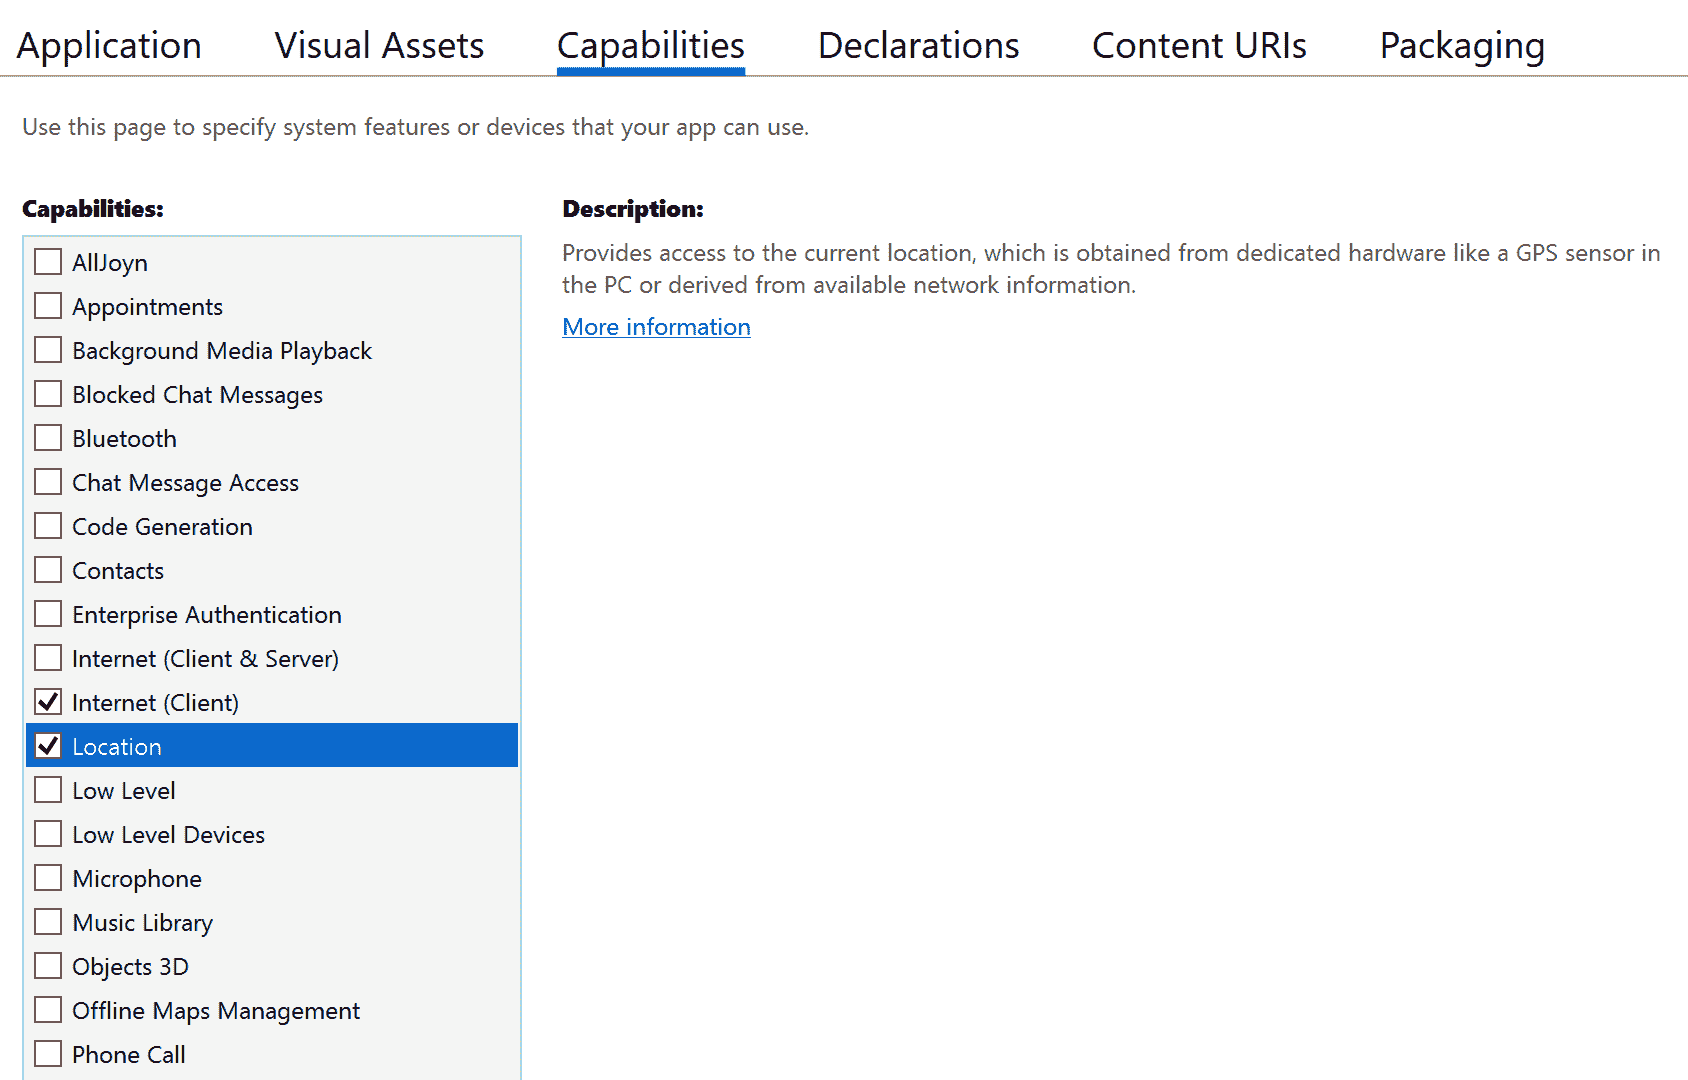 Application Visual Assets Capabilities Declarations Content URIs Packaging
Use this page to specify system features or devices that your app can use.
Capabilities:
AllJoyn
Appointments
Background Media Playback
Blocked Chat Messages
Bluetooth
Chat Message Access
Code Generation
Contacts
Enterprise Authentication
Internet (Client & Server)
Internet (Client)
Location
Low Level
Low Level Devices
Microphone
Music Library
Objects 3D
Offline Maps Management
Phone Call
Description:
Provides access to the current location, which is obtained from dedicated hardware like a GPS sensor in
the PC or derived from available network information.
More information